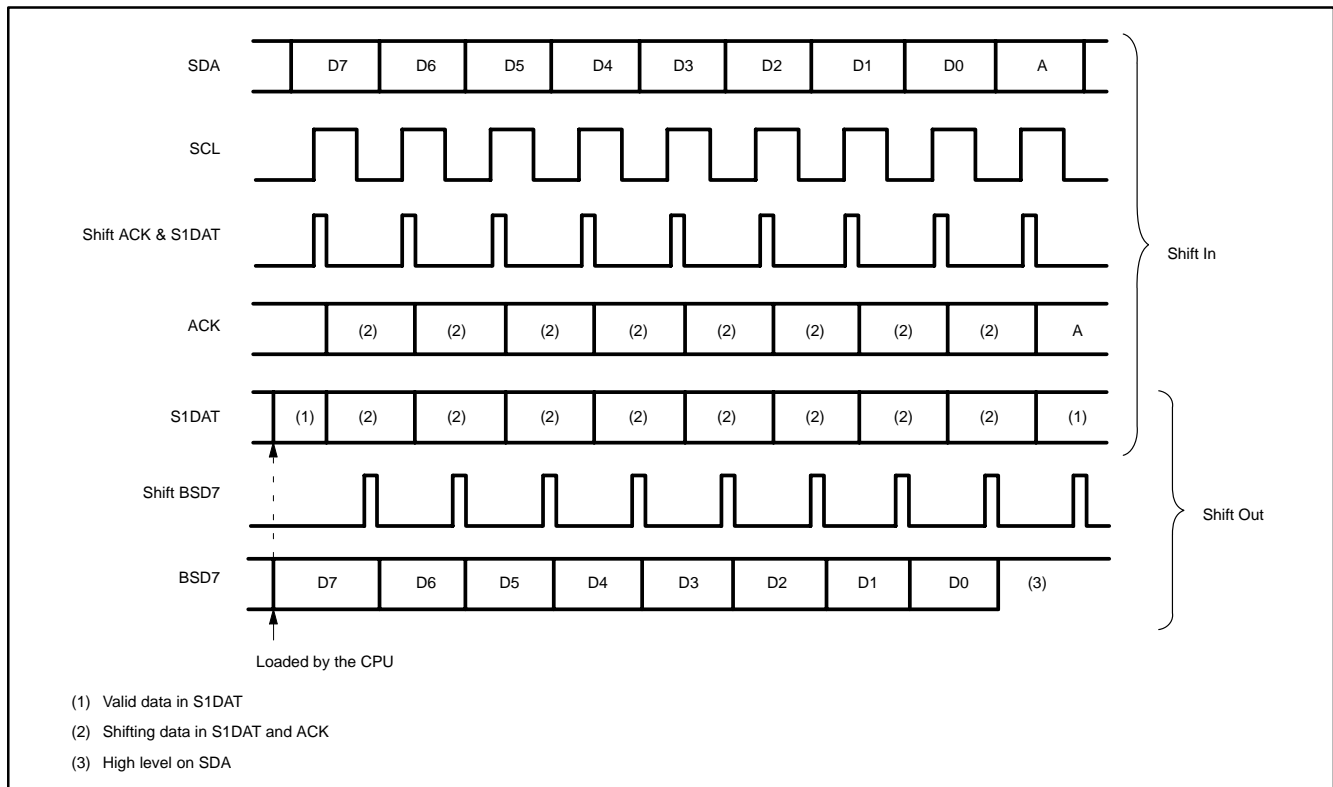 SDA D7 D6 D5 D4 D3 D2 D1 D0 A
SCL
Shift ACK & S1DAT
Shift In
ACK (2) (2) (2) (2) (2) (2) (2) (2) A
S1DAT (1) (2) (2) (2) (2) (2) (2) (2) (2) (1)
Shift BSD7
Shift Out
BSD7 D7 D6 D5 D4 D3 D2 D1 D0 (3)
Loaded by the CPU
(1) Valid data in S1DAT
(2) Shifting data in S1DAT and ACK
(3) High level on SDA